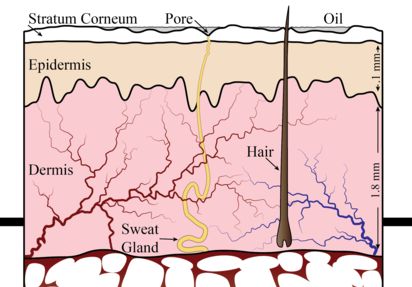 Stratum Corneum
Pore
Oil
Epidermis
.1 mm
Dermis
Hair
1.8 mm
Sweat
Gland